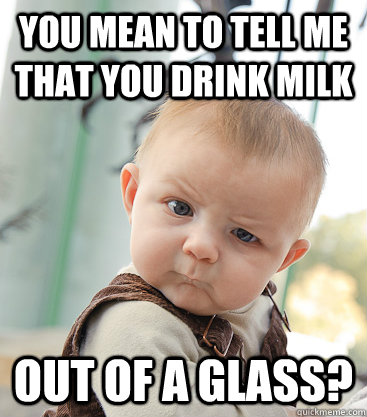 YOU MEAN TO TELL ME
THAT YOU DRINK MILK
OUT OF A GLASS?
quickmeme.com